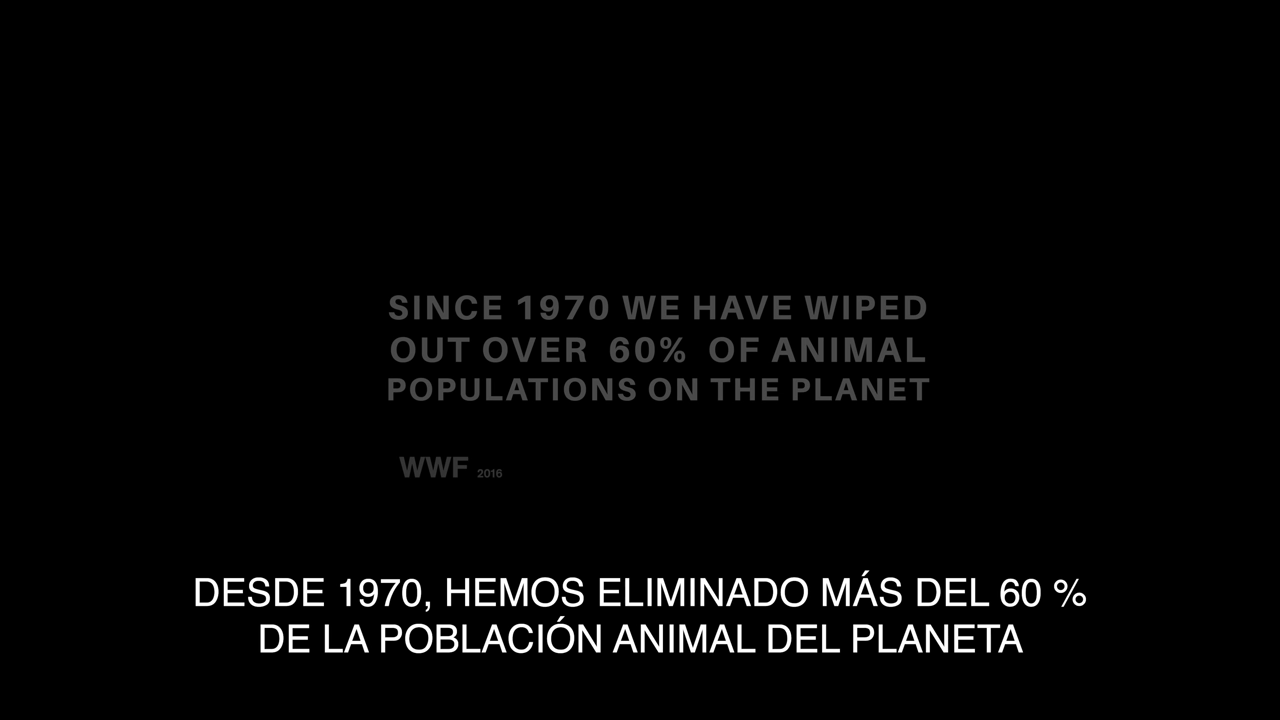 SINCE 1970 WE HAVE WIPED
OUT OVER 60% OF ANIMAL
POPULATIONS ON THE PLANET
WWF 2016
DESDE 1970, HEMOS ELIMINADO MÁS DEL 60 %
DE LA POBLACIÓN ANIMAL DEL PLANETA